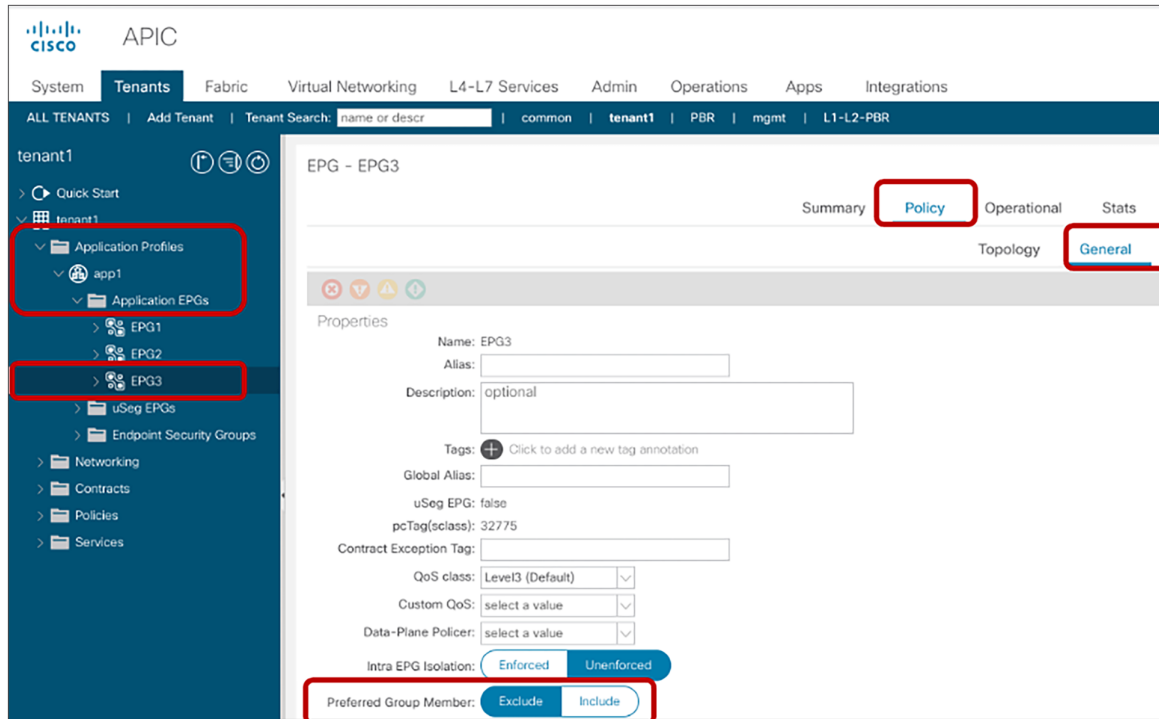 CISCO APIC
System Tenants Fabric Virtual Networking L4-L7 Services Admin Operations Apps Integrations
ALL TENANTS | Add Tenant | Tenant Search: name or descr | common | tenant1 | PBR | mgmt | L1-L2-PBR
tenant1
Quick Start
tenant1
Application Profiles
app1
Application EPGs
EPG1
EPG2
EPG3
uSeg EPGs
Endpoint Security Groups
Networking
Contracts
Policies
Services
EPG - EPG3
Summary Policy Operational Stats
Topology General
Properties
Name: EPG3
Alias:
Description: optional
Tags: Click to add a new tag annotation
Global Alias:
uSeg EPG: false
pcTag(sclass): 32775
Contract Exception Tag:
QoS class: Level3 (Default)
Custom QoS: select a value
Data-Plane Policer: select a value
Intra EPG Isolation: Enforced Unenforced
Preferred Group Member: Exclude Include